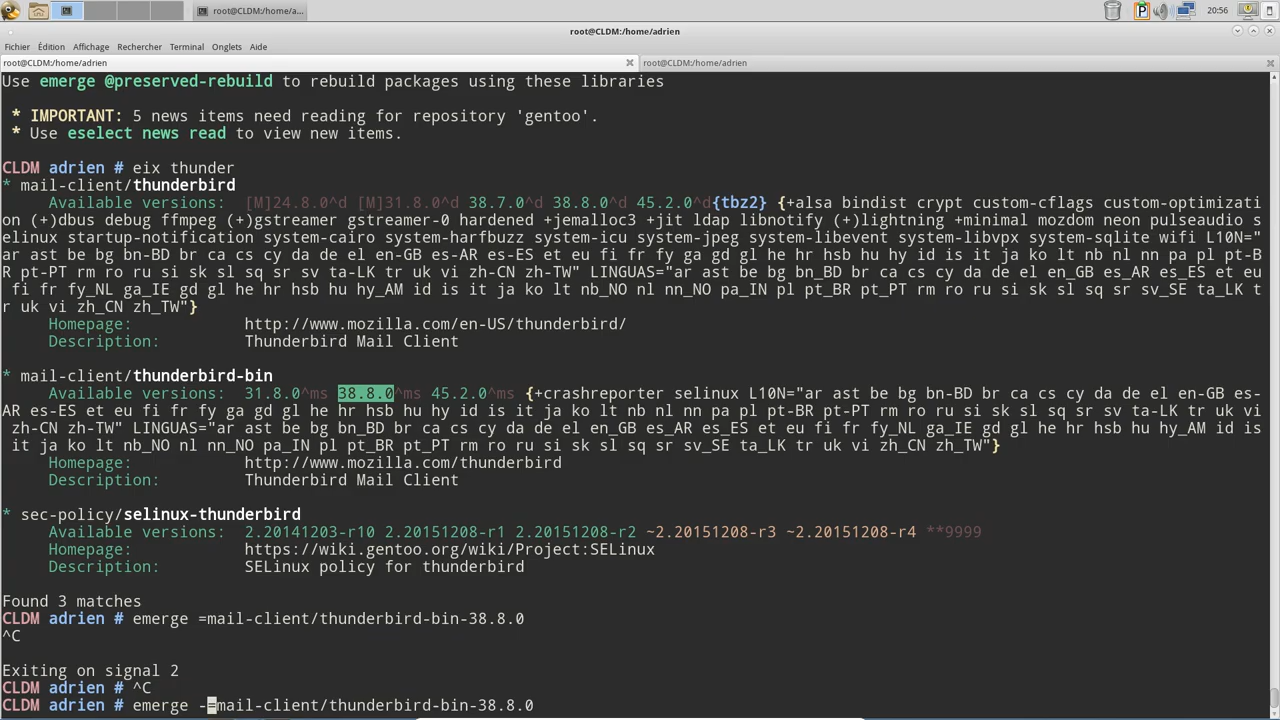 root@CLDM:/home/a...
20:56
root@CLDM:/home/adrien
Fichier Édition Affichage Rechercher Terminal Onglets Aide
root@CLDM:/home/adrien
root@CLDM:/home/adrien
Use emerge @preserved-rebuild to rebuild packages using these libraries
* IMPORTANT: 5 news items need reading for repository 'gentoo'.
* Use eselect news read to view new items.
CLDM adrien # eix thunder
* mail-client/thunderbird
Available versions: [M]24.8.0^d [M]31.8.0^d 38.7.0^d 38.8.0^d 45.2.0^d{tbz2} {+alsa bindist crypt custom-cflags custom-optimizati
on (+)dbus debug ffmpeg (+)gstreamer gstreamer-0 hardened +jemalloc3 +jit ldap libnotify (+)lightning +minimal mozdom neon pulseaudio s
elinux startup-notification system-cairo system-harfbuzz system-icu system-jpeg system-libevent system-libvpx system-sqlite wifi L10N="
ar ast be bg bn-BD br ca cs cy da de el en-GB es-AR es-ES et eu fi fr fy ga gd gl he hr hsb hu hy id is it ja ko lt nb nl nn pa pl pt-B
R pt-PT rm ro ru si sk sl sq sr sv ta-LK tr uk vi zh-CN zh-TW" LINGUAS="ar ast be bg bn_BD br ca cs cy da de el en_GB es_AR es_ES et eu
fi fr fy_NL ga_IE gd gl he hr hsb hu hy_AM id is it ja ko lt nb_NO nl nn_NO pa_IN pl pt_BR pt_PT rm ro ru si sk sl sq sr sv_SE ta_LK t
r uk vi zh_CN zh_TW"}
Homepage: http://www.mozilla.com/en-US/thunderbird/
Description: Thunderbird Mail Client
* mail-client/thunderbird-bin
Available versions: 31.8.0^ms 38.8.0^ms 45.2.0^ms {+crashreporter selinux L10N="ar ast be bg bn-BD br ca cs cy da de el en-GB es-
AR es-ES et eu fi fr fy ga gd gl he hr hsb hu hy id is it ja ko lt nb nl nn pa pl pt-BR pt-PT rm ro ru si sk sl sq sr sv ta-LK tr uk vi
zh-CN zh-TW" LINGUAS="ar ast be bg bn_BD br ca cs cy da de el en_GB es_AR es_ES et eu fi fr fy_NL ga_IE gd gl he hr hsb hu hy_AM id is
it ja ko lt nb_NO nl nn_NO pa_IN pl pt_BR pt_PT rm ro ru si sk sl sq sr sv_SE ta_LK tr uk vi zh_CN zh_TW"}
Homepage: http://www.mozilla.com/thunderbird
Description: Thunderbird Mail Client
* sec-policy/selinux-thunderbird
Available versions: 2.20141203-r10 2.20151208-r1 2.20151208-r2 ~2.20151208-r3 ~2.20151208-r4 **9999
Homepage: https://wiki.gentoo.org/wiki/Project:SELinux
Description: SELinux policy for thunderbird
Found 3 matches
CLDM adrien # emerge =mail-client/thunderbird-bin-38.8.0
^C
Exiting on signal 2
CLDM adrien # ^C
CLDM adrien # emerge -=mail-client/thunderbird-bin-38.8.0